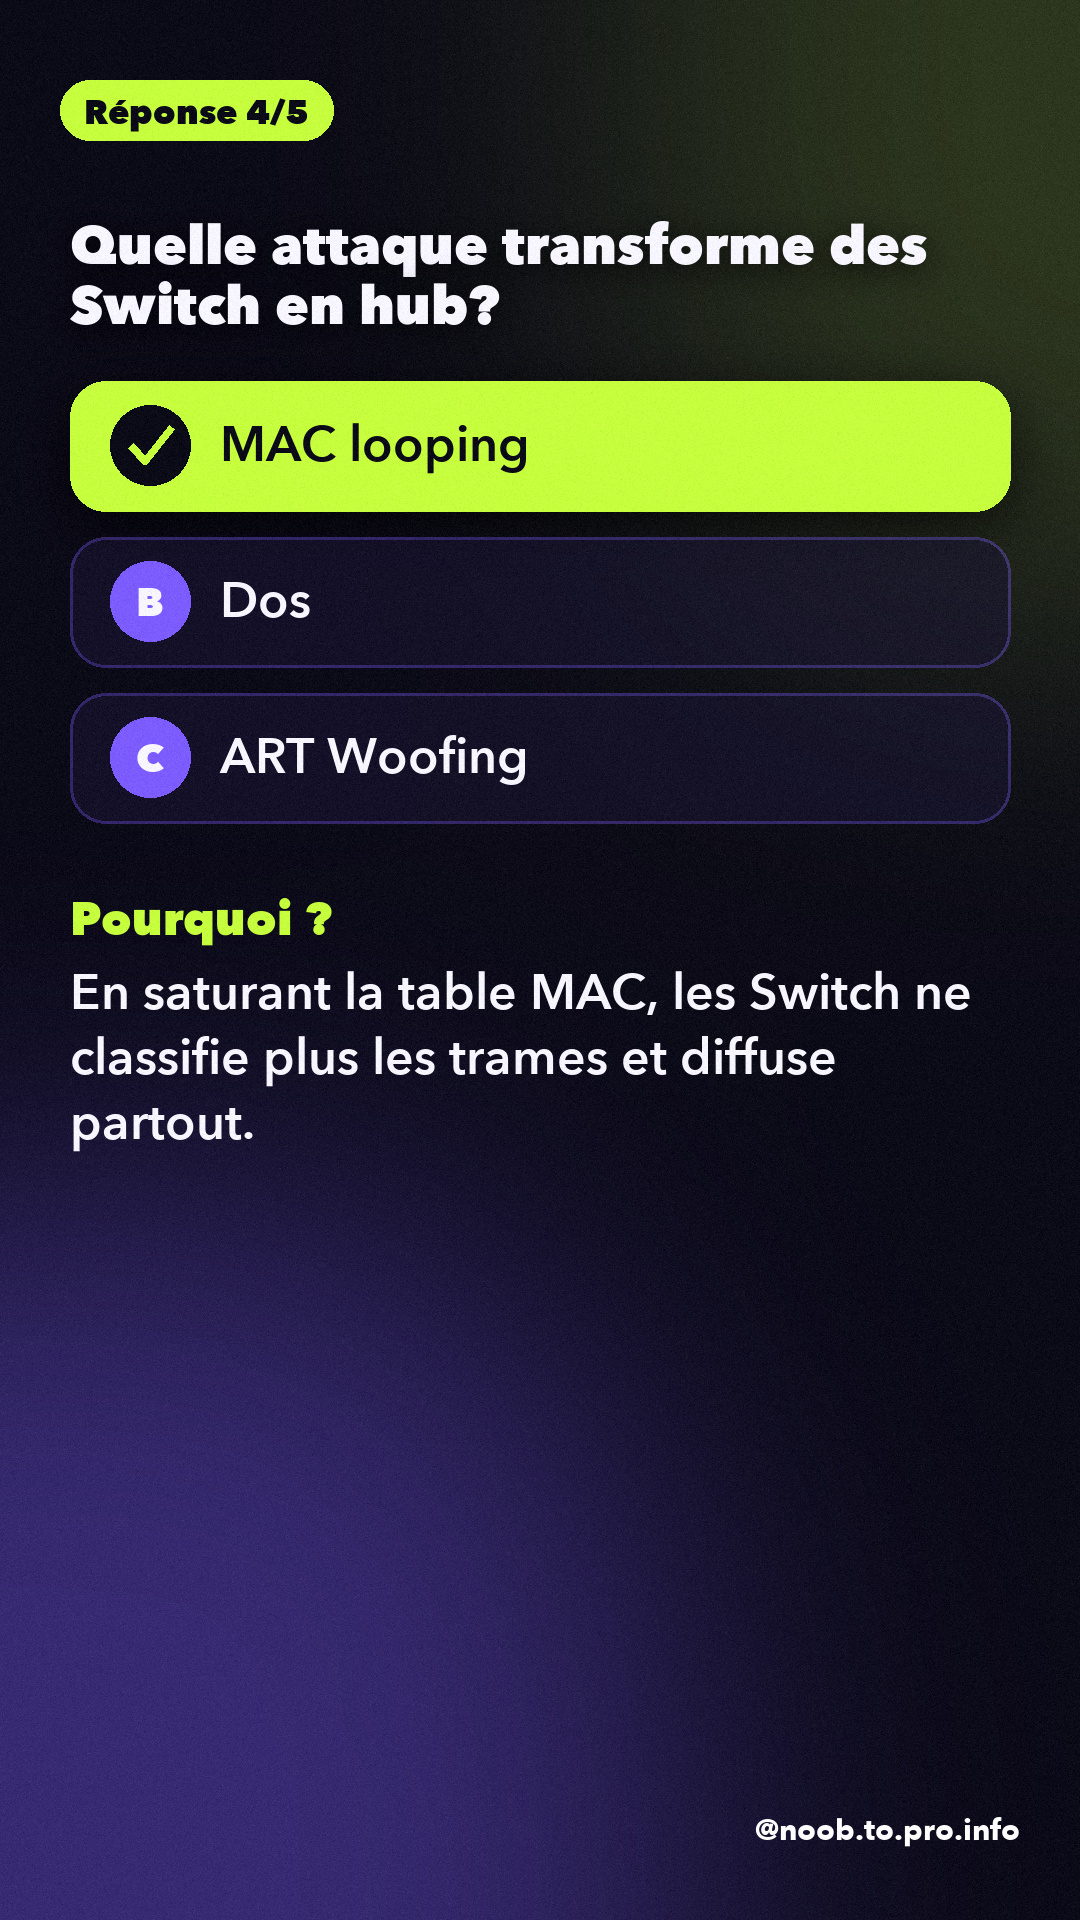 Réponse 4/5
Quelle attaque transforme des
Switch en hub?
MAC looping
B Dos
C ART Woofing
Pourquoi ?
En saturant la table MAC, les Switch ne
classifie plus les trames et diffuse
partout.
@noob.to.pro.info